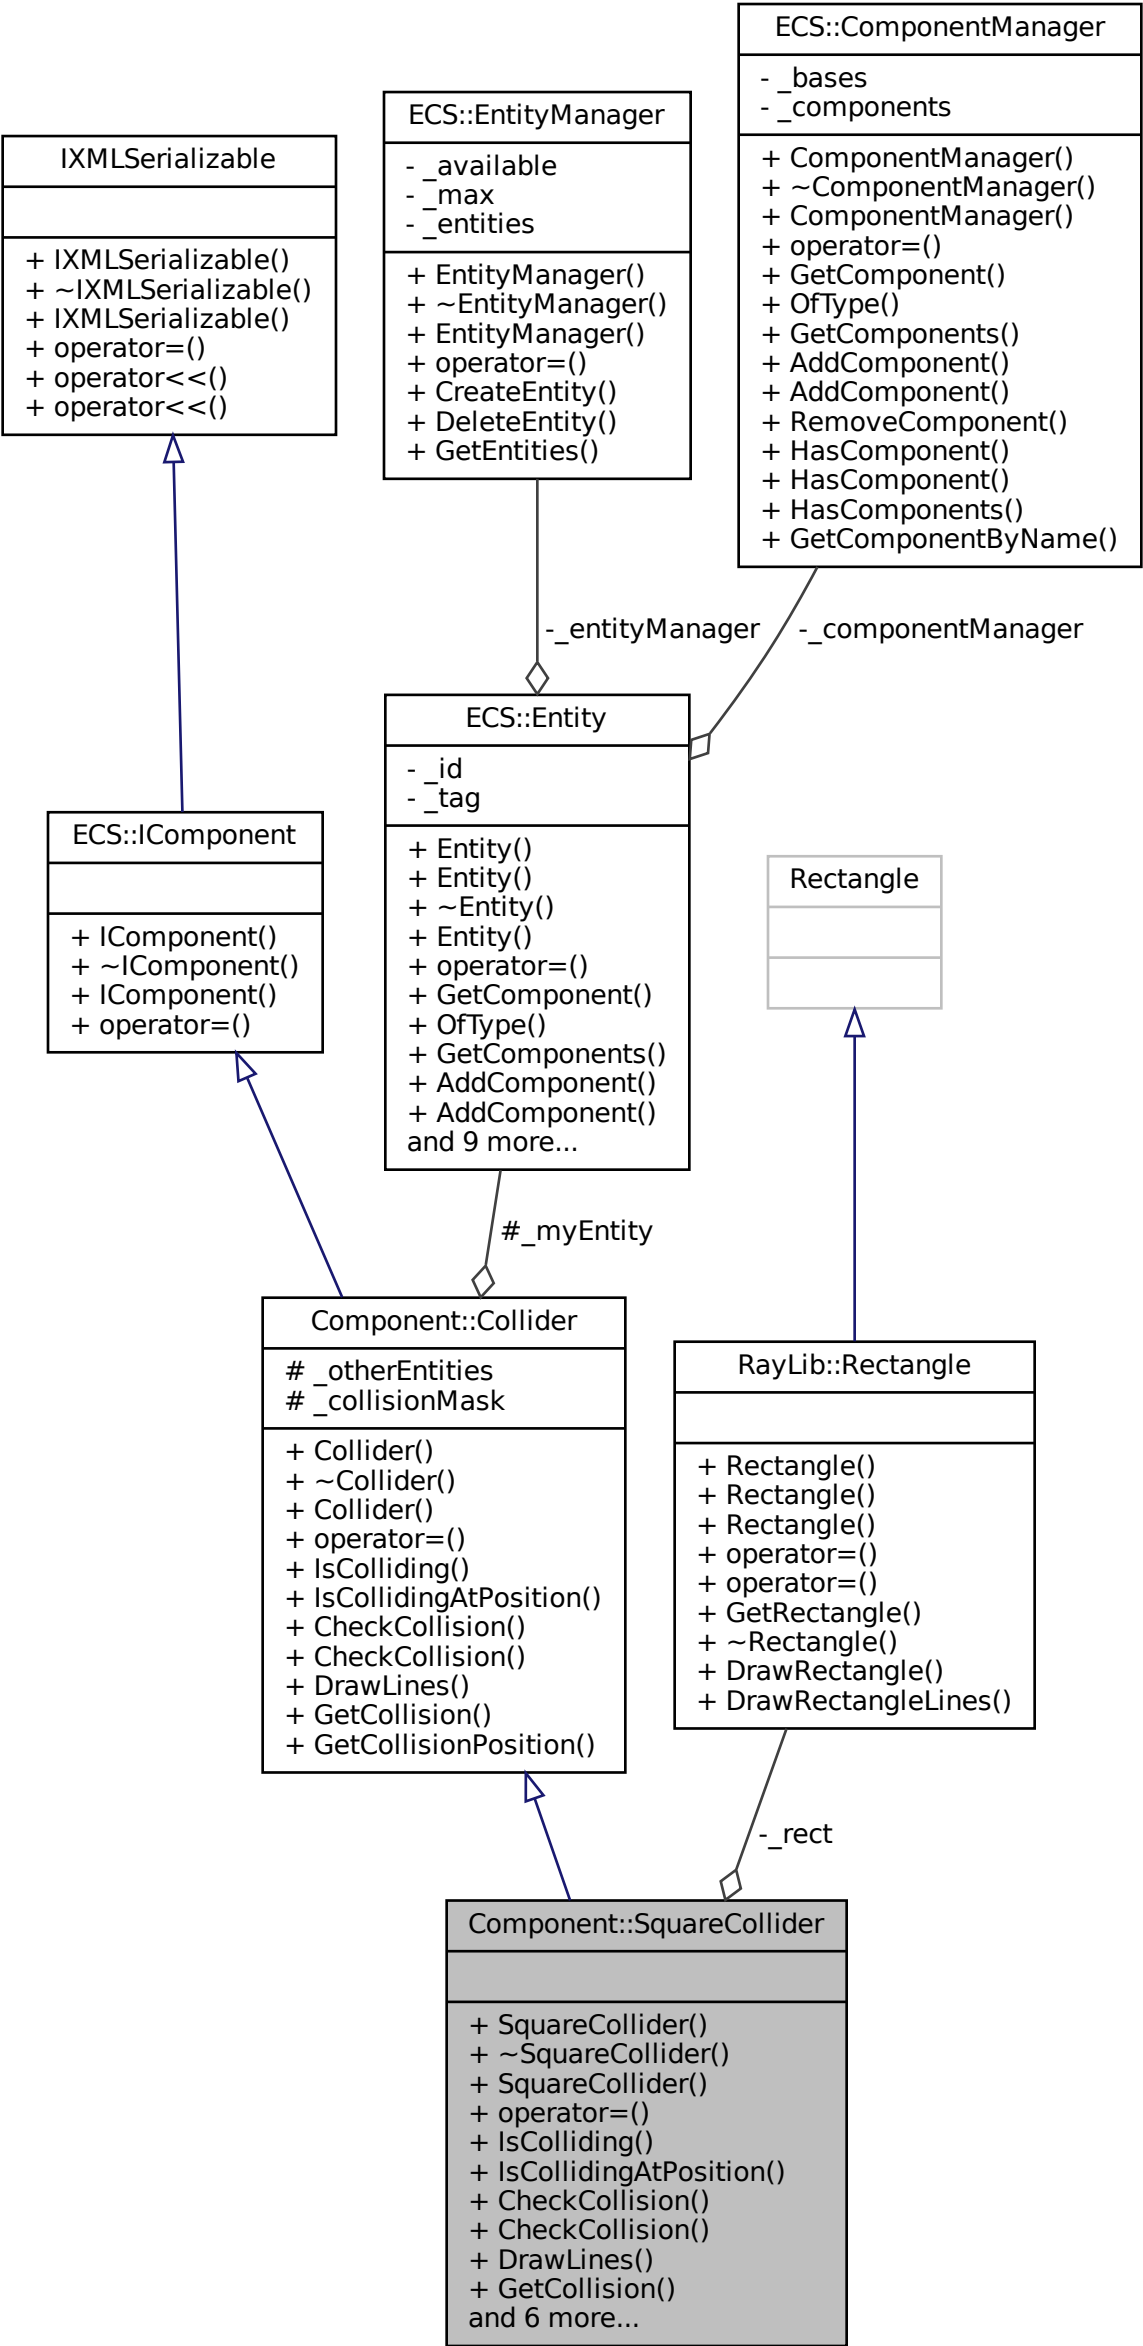 ECS::ComponentManager
- _bases
- _components
+ ComponentManager()
+ ~ComponentManager()
+ ComponentManager()
+ operator=()
+ GetComponent()
+ OfType()
+ GetComponents()
+ AddComponent()
+ AddComponent()
+ RemoveComponent()
+ HasComponent()
+ HasComponent()
+ HasComponents()
+ GetComponentByName()
ECS::EntityManager
- _available
- _max
- _entities
+ EntityManager()
+ ~EntityManager()
+ EntityManager()
+ operator=()
+ CreateEntity()
+ DeleteEntity()
+ GetEntities()
IXMLSerializable
+ IXMLSerializable()
+ ~IXMLSerializable()
+ IXMLSerializable()
+ operator=()
+ operator<<()
+ operator<<()
-_entityManager
-_componentManager
ECS::Entity
- _id
- _tag
+ Entity()
+ Entity()
+ ~Entity()
+ Entity()
+ operator=()
+ GetComponent()
+ OfType()
+ GetComponents()
+ AddComponent()
+ AddComponent()
and 9 more...
ECS::IComponent
+ IComponent()
+ ~IComponent()
+ IComponent()
+ operator=()
Rectangle
#_myEntity
Component::Collider
# _otherEntities
# _collisionMask
+ Collider()
+ ~Collider()
+ Collider()
+ operator=()
+ IsColliding()
+ IsCollidingAtPosition()
+ CheckCollision()
+ CheckCollision()
+ DrawLines()
+ GetCollision()
+ GetCollisionPosition()
RayLib::Rectangle
+ Rectangle()
+ Rectangle()
+ Rectangle()
+ operator=()
+ operator=()
+ GetRectangle()
+ ~Rectangle()
+ DrawRectangle()
+ DrawRectangleLines()
-_rect
Component::SquareCollider
+ SquareCollider()
+ ~SquareCollider()
+ SquareCollider()
+ operator=()
+ IsColliding()
+ IsCollidingAtPosition()
+ CheckCollision()
+ CheckCollision()
+ DrawLines()
+ GetCollision()
and 6 more...